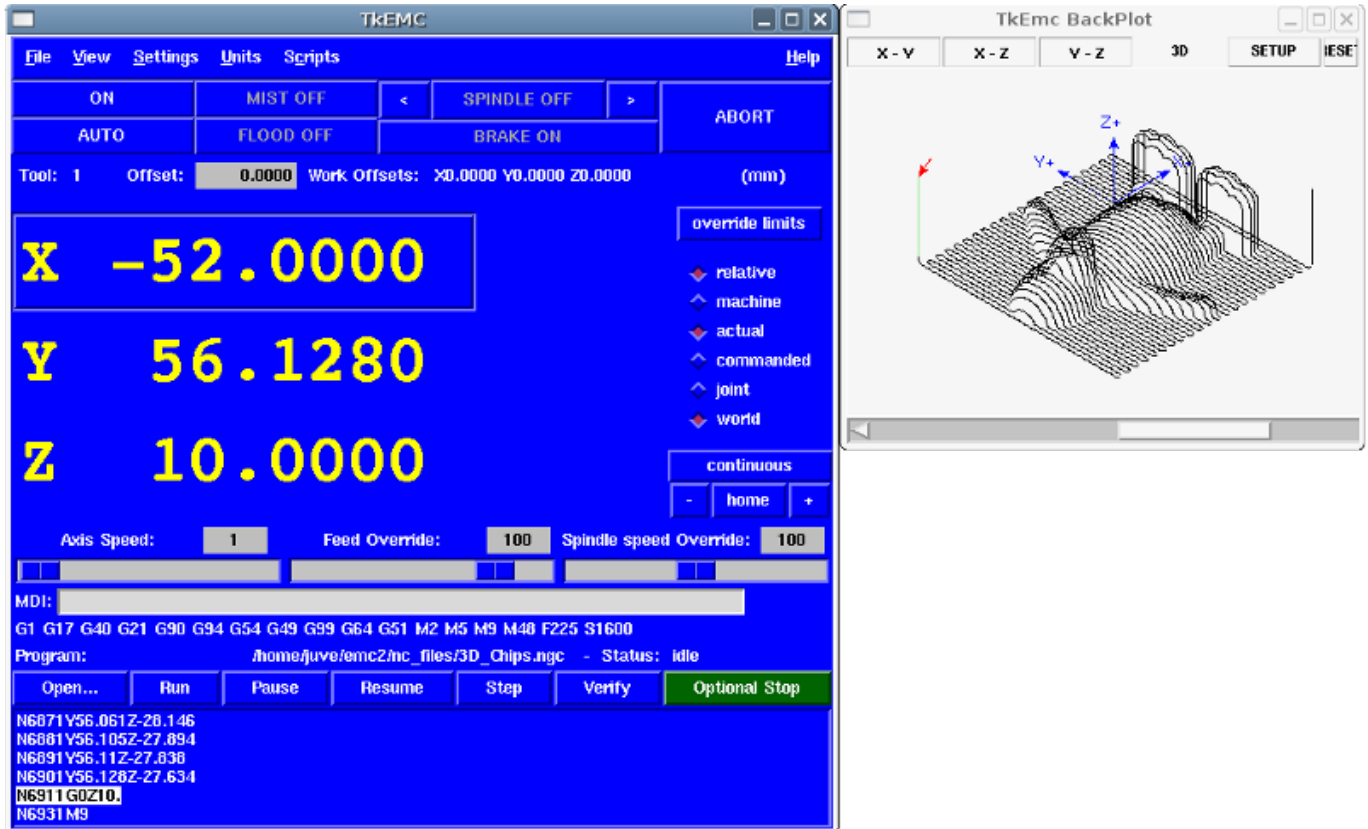 TkEMC
File View Settings Units Scripts Help
ON MIST OFF < SPINDLE OFF > ABORT
AUTO FLOOD OFF BRAKE ON
Tool: 1 Offset: 0.0000 Work Offsets: X0.0000 Y0.0000 Z0.0000 (mm)
override limits
X -52.0000
relative
machine
Y 56.1280
actual
commanded
joint
world
Z 10.0000
continuous
- home +
Axis Speed: 1 Feed Override: 100 Spindle speed Override: 100
MDI:
G1 G17 G40 G21 G90 G94 G54 G49 G99 G64 G51 M2 M5 M9 M48 F225 S1600
Program: /home/juve/emc2/nc_files/3D_Chips.ngc - Status: idle
Open... Run Pause Resume Step Verify Optional Stop
N6871Y56.061Z-28.146
N6881Y56.105Z-27.894
N6891Y56.11Z-27.838
N6901Y56.128Z-27.634
N6911G0Z10.
N6931M9
TkEmc BackPlot
X - Y X - Z Y - Z 3D SETUP
Z+
Y+ X+